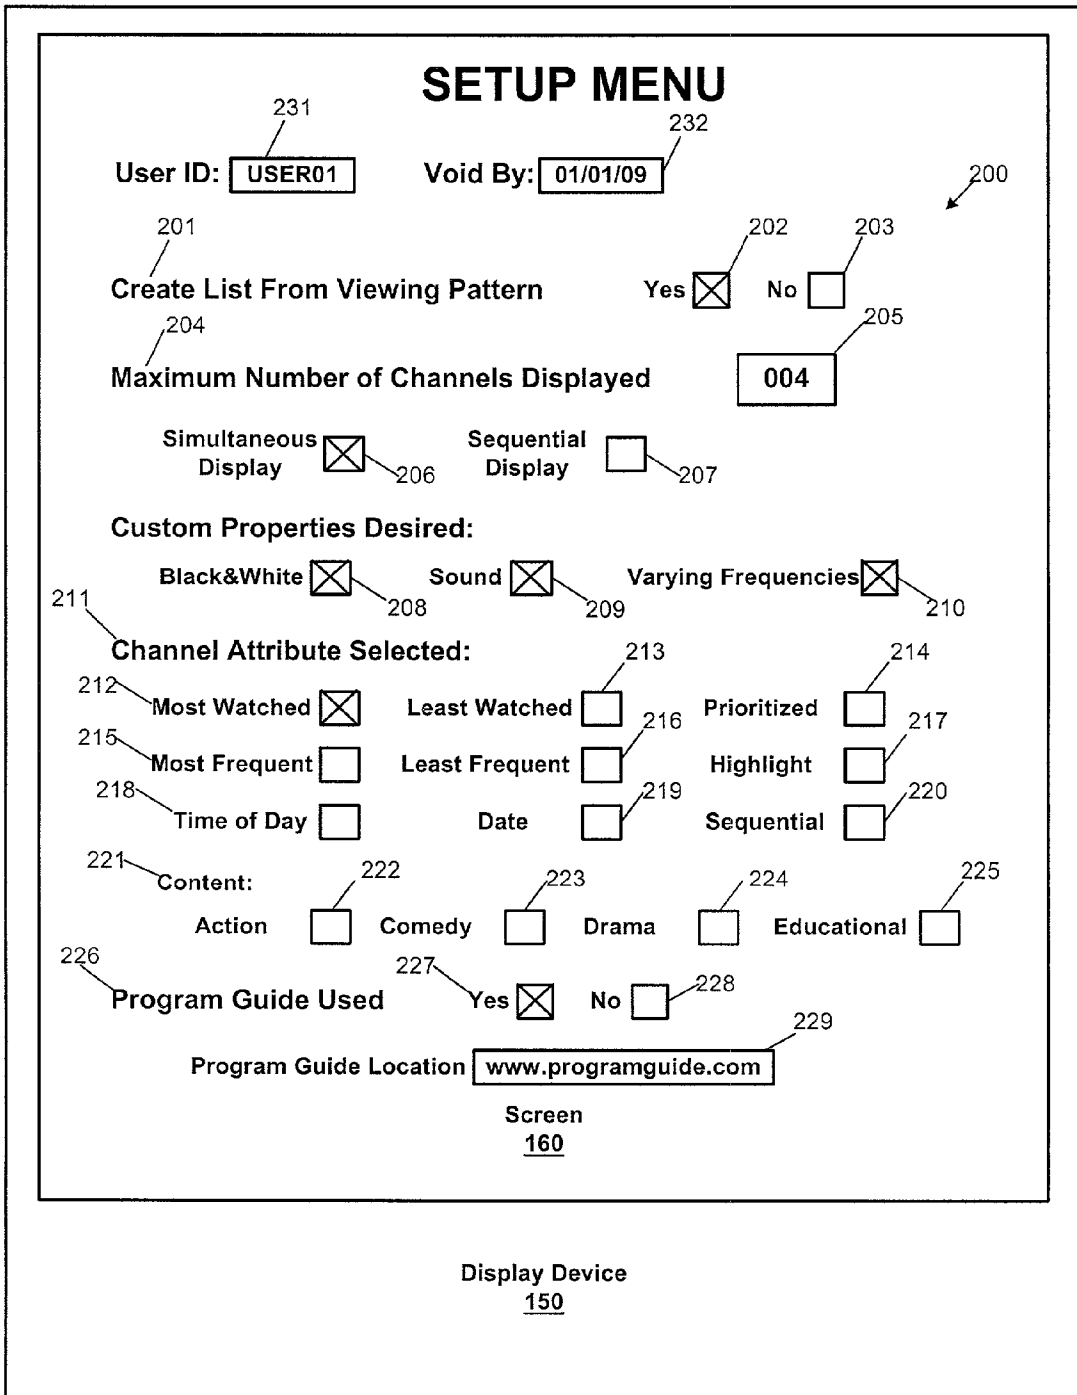 SETUP MENU
231
232
User ID: USER01 Void By: 01/01/09
200
201 202 203
Create List From Viewing Pattern Yes No
204 205
Maximum Number of Channels Displayed 004
Simultaneous Display Sequential Display
206 207
Custom Properties Desired:
Black&White Sound Varying Frequencies
208 209 210
211
Channel Attribute Selected:
213 214
212
Most Watched Least Watched Prioritized
215 216 217
Most Frequent Least Frequent Highlight
218 219 220
Time of Day Date Sequential
221
Content:
222 223 224 225
Action Comedy Drama Educational
226 227
Program Guide Used Yes No 228
229
Program Guide Location www.programguide.com
Screen
160
Display Device
150